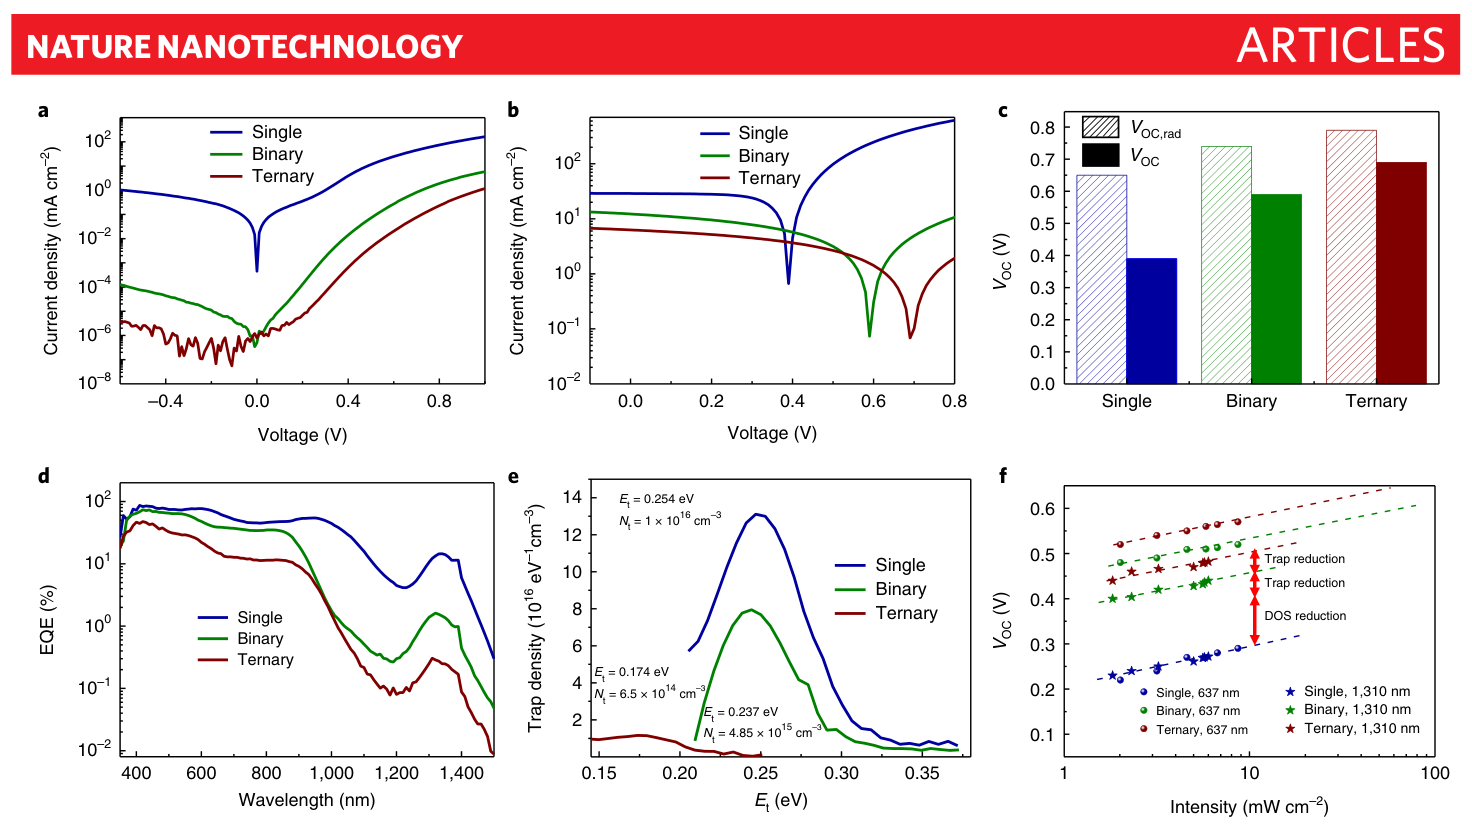 NATURE NANOTECHNOLOGY
ARTICLES
a
Current density (mA cm−2)
10^2
10^0
10^−2
10^−4
10^−6
10^−8
Single
Binary
Ternary
−0.4
0.0
0.4
0.8
Voltage (V)
b
Current density (mA cm−2)
10^2
10^1
10^0
10^−1
10^−2
Single
Binary
Ternary
0.0
0.2
0.4
0.6
0.8
Voltage (V)
c
V_OC (V)
0.8
0.7
0.6
0.5
0.4
0.3
0.2
0.1
0.0
V_OC,rad
V_OC
Single
Binary
Ternary
d
EQE (%)
10^2
10^1
10^0
10^−1
10^−2
Single
Binary
Ternary
400
600
800
1,000
1,200
1,400
Wavelength (nm)
e
Trap density (10^16 eV^−1 cm^−3)
14
12
10
8
6
4
2
E_t = 0.254 eV
N_t = 1 × 10^16 cm^−3
Single
Binary
Ternary
E_t = 0.174 eV
N_t = 6.5 × 10^14 cm^−3
E_t = 0.237 eV
N_t = 4.85 × 10^15 cm^−3
0.15
0.20
0.25
0.30
0.35
E_t (eV)
f
V_OC (V)
0.6
0.5
0.4
0.3
0.2
0.1
Trap reduction
Trap reduction
DOS reduction
Single, 637 nm
Single, 1,310 nm
Binary, 637 nm
Binary, 1,310 nm
Ternary, 637 nm
Ternary, 1,310 nm
1
10
100
Intensity (mW cm^−2)